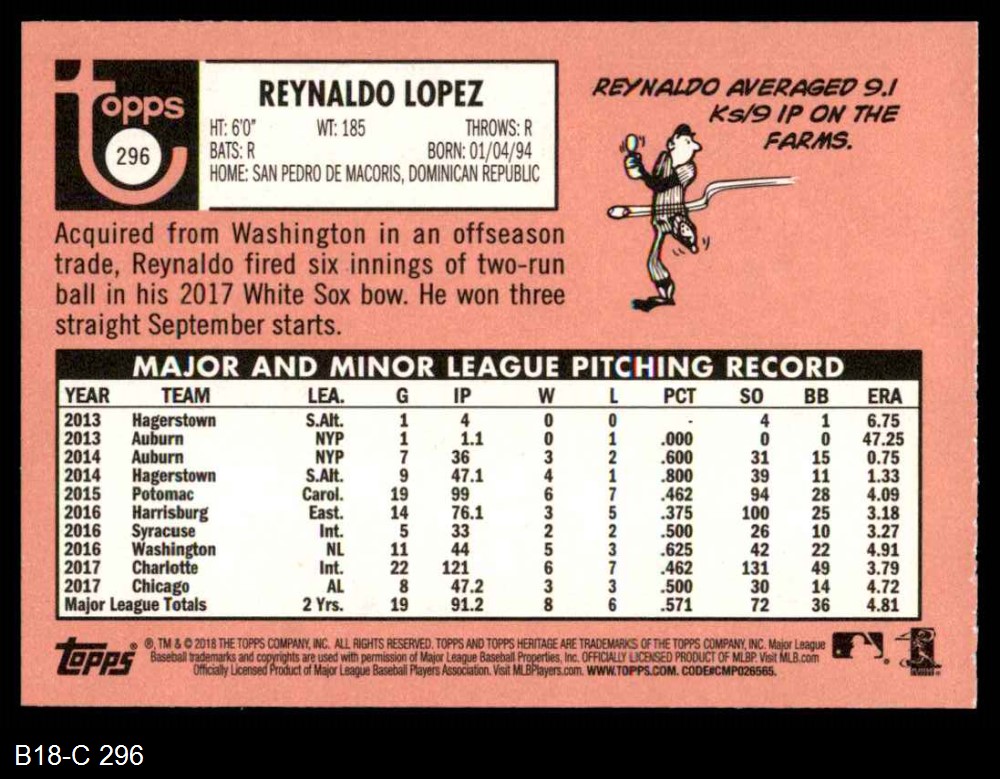 topps
296
REYNALDO LOPEZ
HT: 6'0" WT: 185 THROWS: R
BATS: R BORN: 01/04/94
HOME: SAN PEDRO DE MACORIS, DOMINICAN REPUBLIC
REYNALDO AVERAGED 9.1
Ks/9 IP ON THE
FARMS.
Acquired from Washington in an offseason
trade, Reynaldo fired six innings of two-run
ball in his 2017 White Sox bow. He won three
straight September starts.
MAJOR AND MINOR LEAGUE PITCHING RECORD
YEAR TEAM LEA. G IP W L PCT SO BB ERA
2013 Hagerstown S.Alt. 1 4 0 0 - 4 1 6.75
2013 Auburn NYP 1 1.1 0 1 .000 0 0 47.25
2014 Auburn NYP 7 36 3 2 .600 31 15 0.75
2014 Hagerstown S.Alt. 9 47.1 4 1 .800 39 11 1.33
2015 Potomac Carol. 19 99 6 7 .462 94 28 4.09
2016 Harrisburg East. 14 76.1 3 5 .375 100 25 3.18
2016 Syracuse Int. 5 33 2 2 .500 26 10 3.27
2016 Washington NL 11 44 5 3 .625 42 22 4.91
2017 Charlotte Int. 22 121 6 7 .462 131 49 3.79
2017 Chicago AL 8 47.2 3 3 .500 30 14 4.72
Major League Totals 2 Yrs. 19 91.2 8 6 .571 72 36 4.81
topps
®, TM & © 2018 THE TOPPS COMPANY, INC. ALL RIGHTS RESERVED. TOPPS AND TOPPS HERITAGE ARE TRADEMARKS OF THE TOPPS COMPANY, INC. Major League
Baseball trademarks and copyrights are used with permission of Major League Baseball Properties, Inc. OFFICIALLY LICENSED PRODUCT OF MLBP. Visit MLB.com
Officially Licensed Product of Major League Baseball Players Association. Visit MLBPlayers.com. WWW.TOPPS.COM. CODE#CMP026565.
B18-C 296